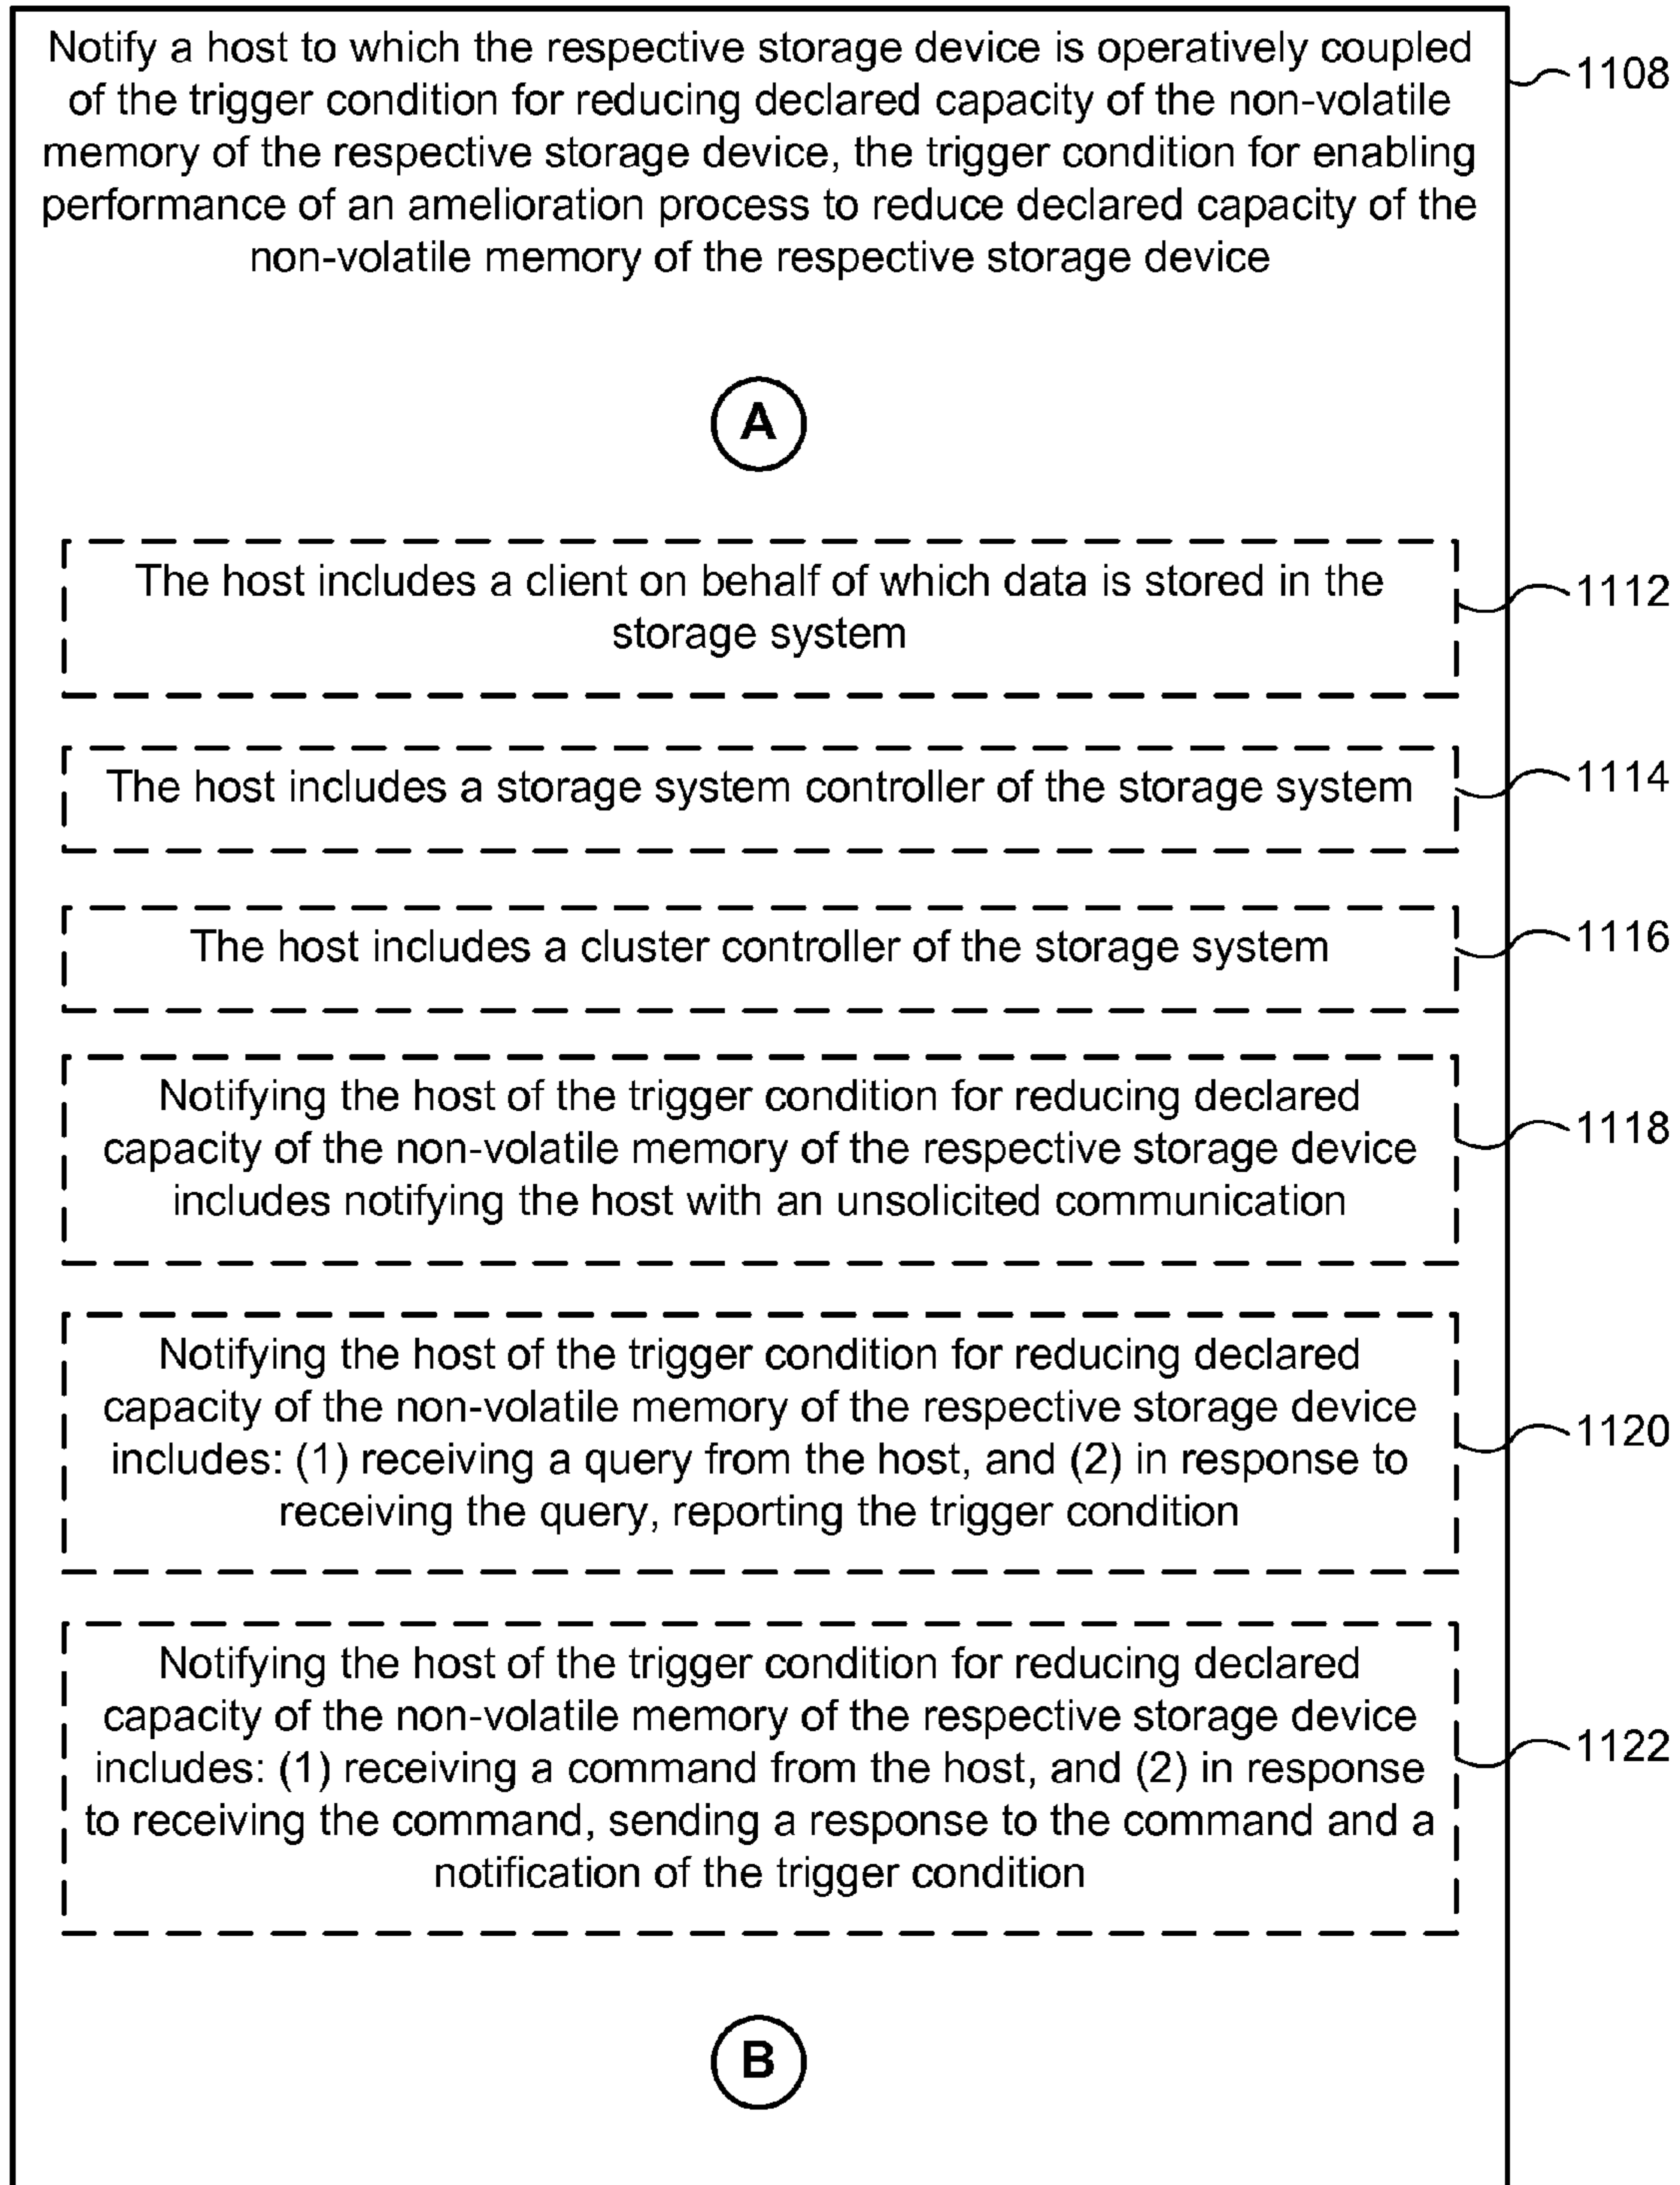 Notify a host to which the respective storage device is operatively coupled
of the trigger condition for reducing declared capacity of the non-volatile
memory of the respective storage device, the trigger condition for enabling
performance of an amelioration process to reduce declared capacity of the
non-volatile memory of the respective storage device
1108
A
The host includes a client on behalf of which data is stored in the
storage system
1112
The host includes a storage system controller of the storage system
1114
The host includes a cluster controller of the storage system
1116
Notifying the host of the trigger condition for reducing declared
capacity of the non-volatile memory of the respective storage device
includes notifying the host with an unsolicited communication
1118
Notifying the host of the trigger condition for reducing declared
capacity of the non-volatile memory of the respective storage device
includes: (1) receiving a query from the host, and (2) in response to
receiving the query, reporting the trigger condition
1120
Notifying the host of the trigger condition for reducing declared
capacity of the non-volatile memory of the respective storage device
includes: (1) receiving a command from the host, and (2) in response
to receiving the command, sending a response to the command and a
notification of the trigger condition
1122
B